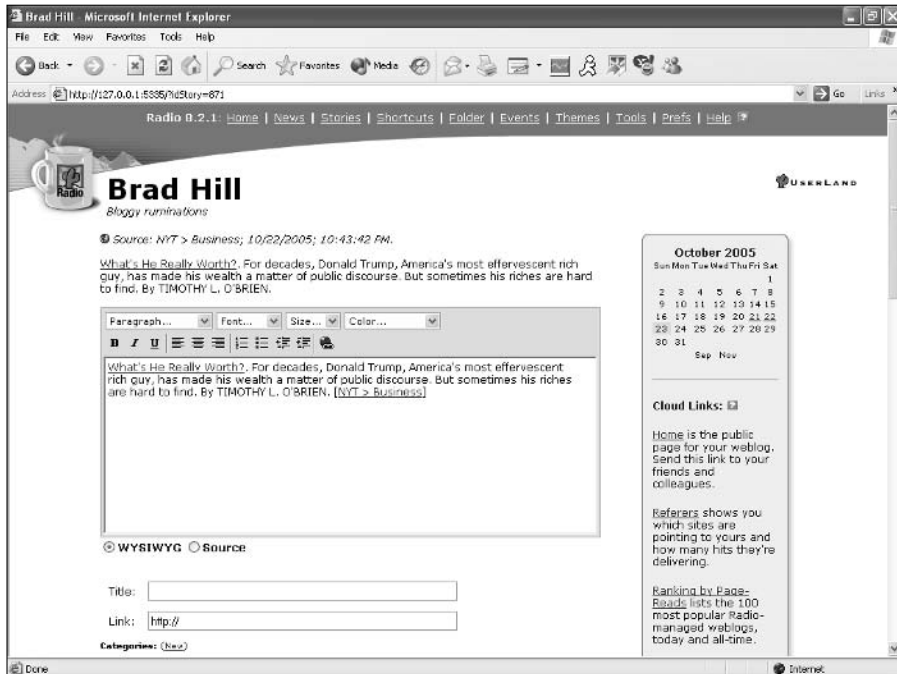 Brad Hill - Microsoft Internet Explorer
File Edit View Favorites Tools Help
Back Search Favorites Media
Address http://127.0.0.1:5335/?idStory=871 Go Links
Radio 8.2.1: Home | News | Stories | Shortcuts | Folder | Events | Themes | Tools | Prefs | Help
Radio
Brad Hill
USERLAND
Bloggy ruminations
Source: NYT > Business; 10/22/2005; 10:43:42 PM.
What's He Really Worth?. For decades, Donald Trump, America's most effervescent rich
guy, has made his wealth a matter of public discourse. But sometimes his riches are hard
to find. By TIMOTHY L. O'BRIEN.
Paragraph... Font... Size... Color...
B I U
What's He Really Worth?. For decades, Donald Trump, America's most effervescent
rich guy, has made his wealth a matter of public discourse. But sometimes his riches
are hard to find. By TIMOTHY L. O'BRIEN. [NYT > Business]
WYSIWYG Source
Title:
Link: http://
Categories: (New)
October 2005
Sun Mon Tue Wed Thu Fri Sat
1
2 3 4 5 6 7 8
9 10 11 12 13 14 15
16 17 18 19 20 21 22
23 24 25 26 27 28 29
30 31
Sep Nov
Cloud Links:
Home is the public
page for your weblog.
Send this link to your
friends and
colleagues.
Referers shows you
which sites are
pointing to yours and
how many hits they're
delivering.
Ranking by Page-
Reads lists the 100
most popular Radio-
managed weblogs,
today and all-time.
Done Internet